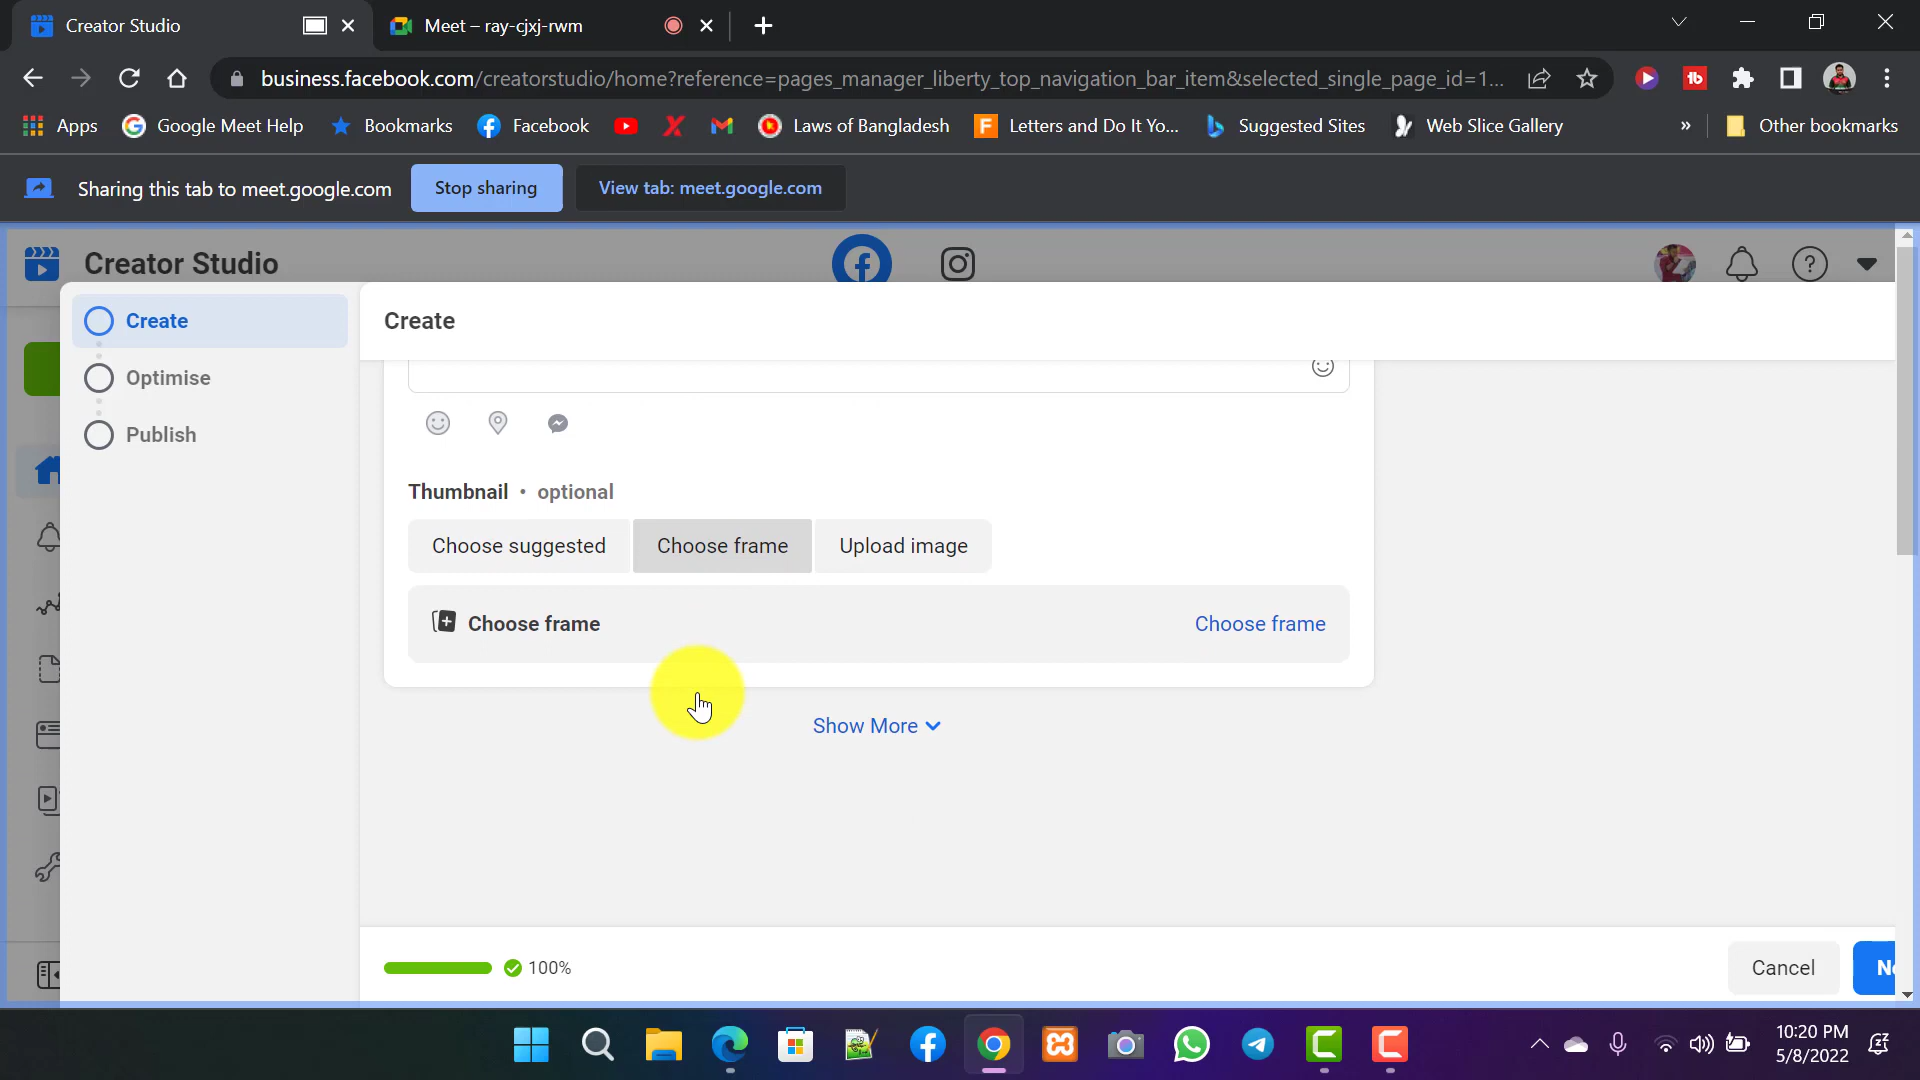 Creator Studio
Meet – ray-cjxj-rwm
business.facebook.com/creatorstudio/home?reference=pages_manager_liberty_top_navigation_bar_item&selected_single_page_id=1...
Apps
Google Meet Help
Bookmarks
Facebook
Laws of Bangladesh
Letters and Do It Yo...
Suggested Sites
Web Slice Gallery
»
Other bookmarks
Sharing this tab to meet.google.com
Stop sharing
View tab: meet.google.com
Creator Studio
Create
Optimise
Publish
Create
Thumbnail • optional
Choose suggested
Choose frame
Upload image
Choose frame
Choose frame
Show More
100%
Cancel
10:20 PM
5/8/2022